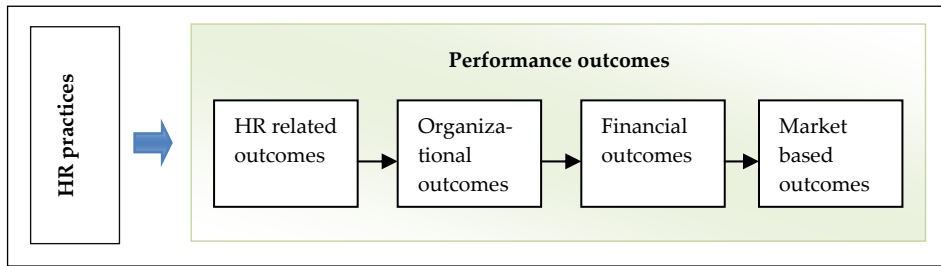 HR practices
Performance outcomes
HR related
outcomes
Organiza-
tional
outcomes
Financial
outcomes
Market
based
outcomes